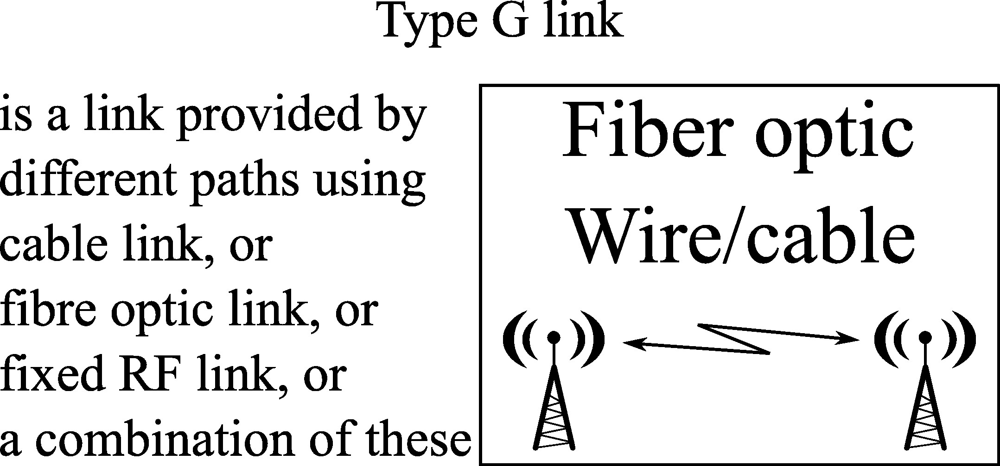 Type G link
is a link provided by
different paths using
cable link, or
fibre optic link, or
fixed RF link, or
a combination of these
Fiber optic
Wire/cable